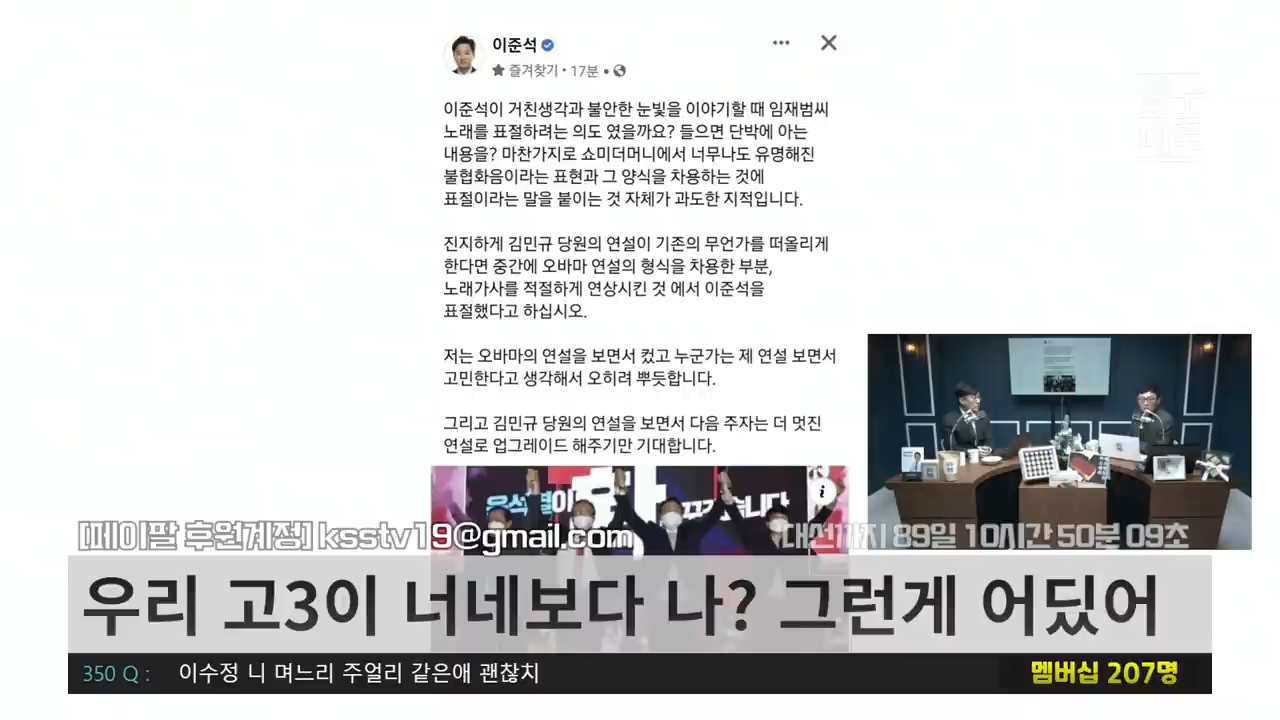 이준석
즐겨찾기 • 17분 •
이준석이 거친생각과 불안한 눈빛을 이야기할 때 임재범씨
노래를 표절하려는 의도 였을까요? 들으면 단박에 아는
내용을? 마찬가지로 쇼미더머니에서 너무나도 유명해진
불협화음이라는 표현과 그 양식을 차용하는 것에
표절이라는 말을 붙이는 것 자체가 과도한 지적입니다.
진지하게 김민규 당원의 연설이 기존의 무언가를 떠올리게
한다면 중간에 오바마 연설의 형식을 차용한 부분,
노래가사를 적절하게 연상시킨 것 에서 이준석을
표절했다고 하십시오.
저는 오바마의 연설을 보면서 컸고 누군가는 제 연설 보면서
고민한다고 생각해서 오히려 뿌듯합니다.
그리고 김민규 당원의 연설을 보면서 다음 주자는 더 멋진
연설로 업그레이드 해주기만 기대합니다.
[페이팔 후원계정] ksstv19@gmail.com
대선까지 89일 10시간 50분 09초
우리 고3이 너네보다 나? 그런게 어딨어
350 Q : 이수정 니 며느리 주얼리 같은애 괜찮치
멤버십 207명